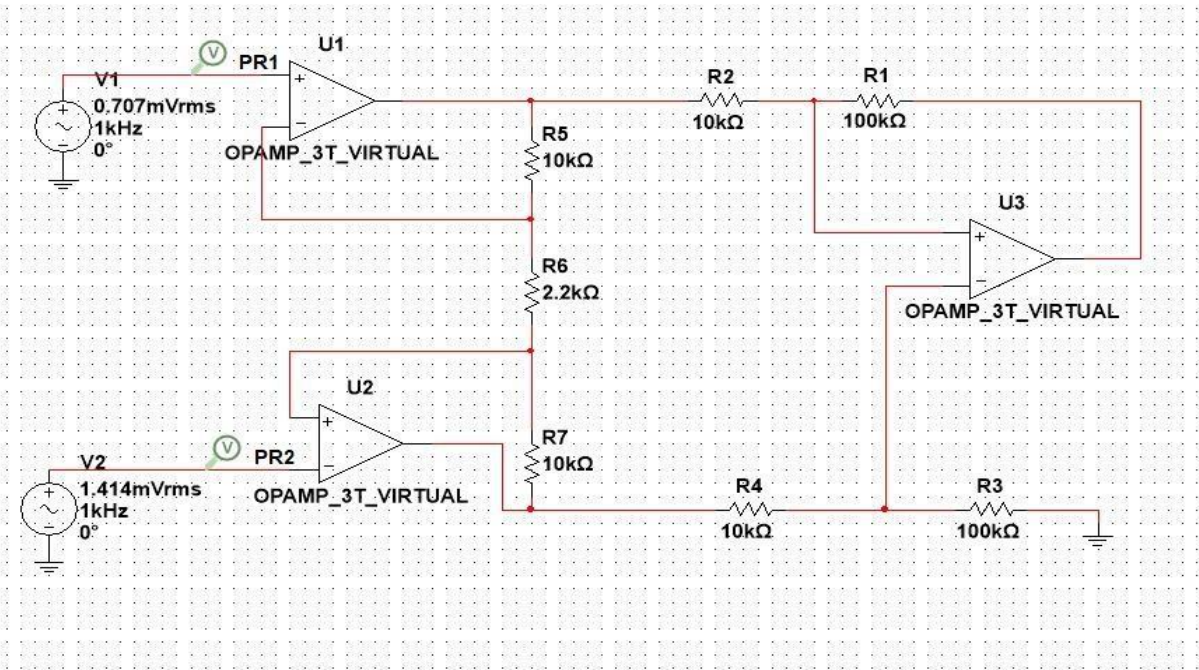 U1
V
PR1
V1
0.707mVrms
1kHz
0°
+
~
+
−
OPAMP_3T_VIRTUAL
R2
10kΩ
R1
100kΩ
R5
10kΩ
U3
+
−
OPAMP_3T_VIRTUAL
R6
2.2kΩ
U2
+
−
OPAMP_3T_VIRTUAL
V
PR2
V2
1.414mVrms
1kHz
0°
+
~
R7
10kΩ
R4
10kΩ
R3
100kΩ